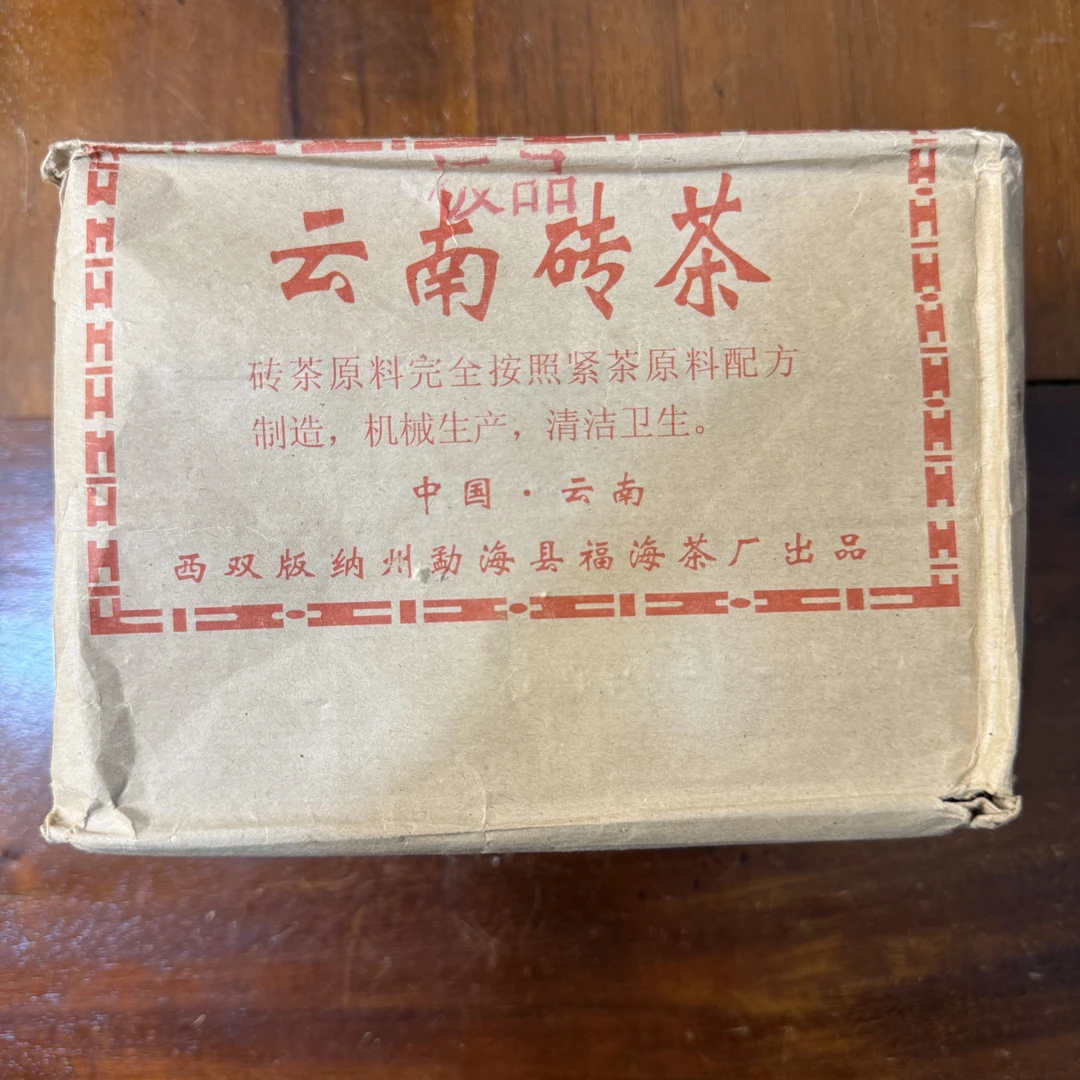 极品
云南砖茶
砖茶原料完全按照紧茶原料配方
制造，机械生产，清洁卫生。
中国·云南
西双版纳州勐海县福海茶厂出品